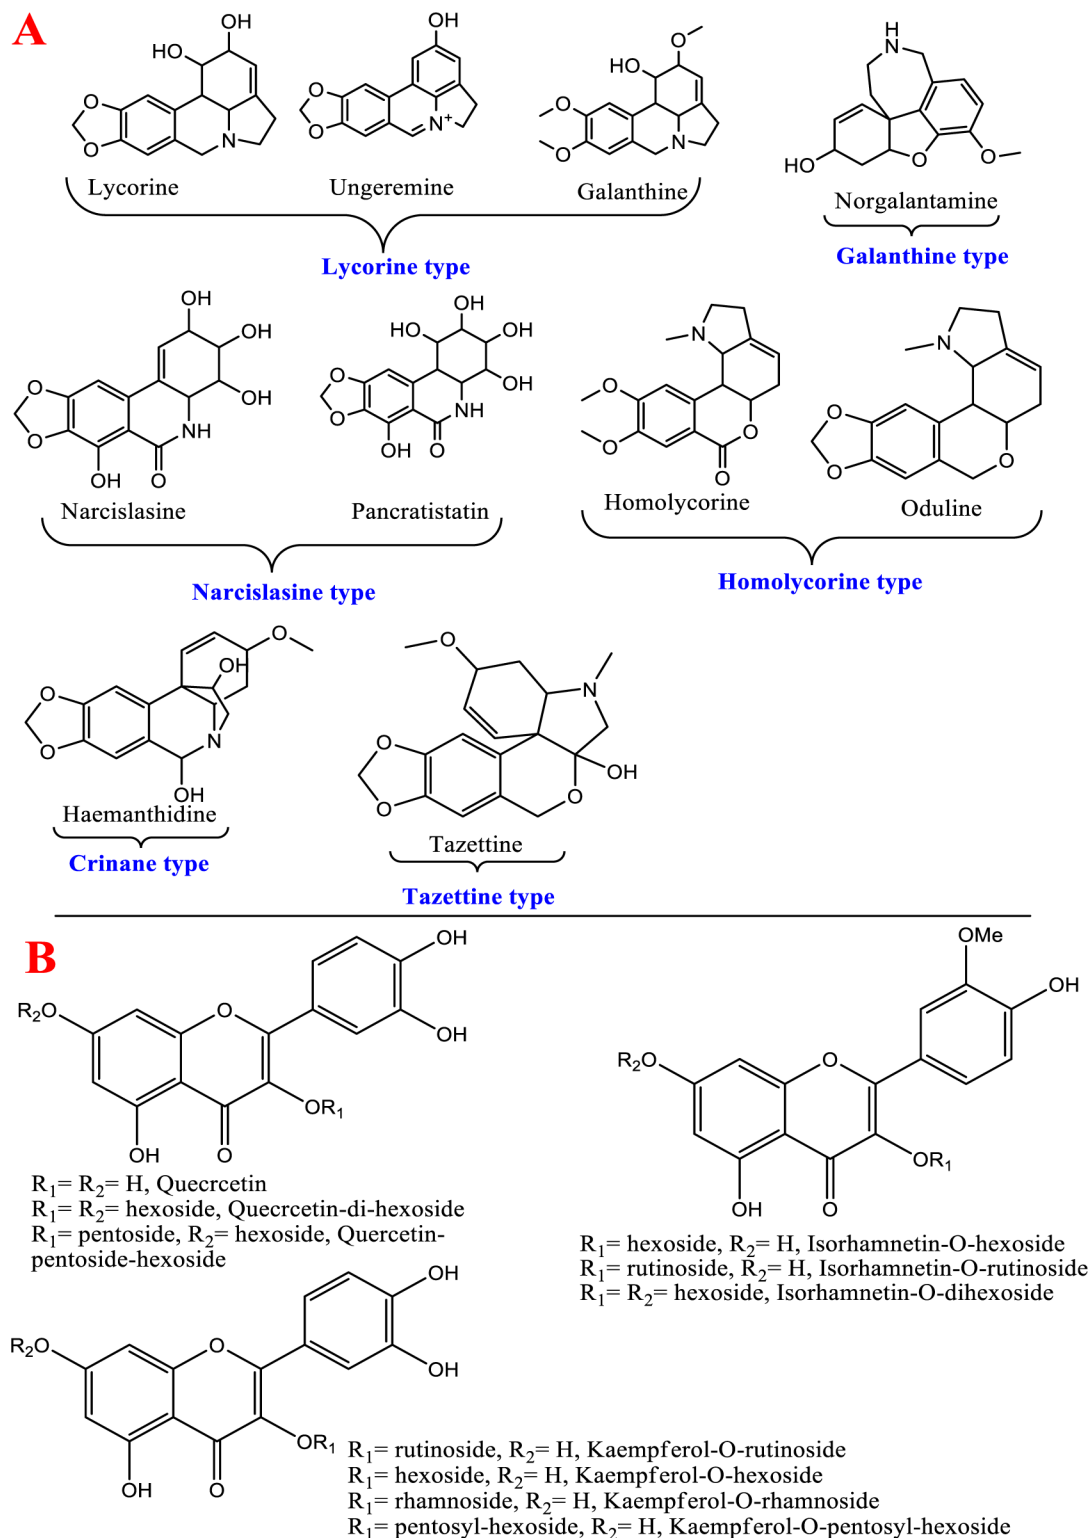 A
OH
HO
O
O
N
Lycorine
OH
O
O
N+
Ungeremine
O
HO
O
O
N
Galanthine
H
N
HO
O
O
Norgalantamine
Lycorine type
Galanthine type
OH
OH
OH
O
O
NH
OH
O
Narcislasine
OH
HO
OH
OH
O
O
NH
OH
O
Pancratistatin
N
O
O
O
O
Homolycorine
N
O
O
O
Oduline
Narcislasine type
Homolycorine type
O
OH
O
O
N
OH
Haemanthidine
Crinane type
O
N
O
O
OH
O
Tazettine
Tazettine type
B
OH
R2O
O
OH
OR1
OH
O
R1= R2= H, Quecrcetin
R1= R2= hexoside, Quecrcetin-di-hexoside
R1= pentoside, R2= hexoside, Quercetin-
pentoside-hexoside
OMe
OH
R2O
O
OR1
OH
O
R1= hexoside, R2= H, Isorhamnetin-O-hexoside
R1= rutinoside, R2= H, Isorhamnetin-O-rutinoside
R1= R2= hexoside, Isorhamnetin-O-dihexoside
OH
R2O
O
OH
OR1
OH
O
R1= rutinoside, R2= H, Kaempferol-O-rutinoside
R1= hexoside, R2= H, Kaempferol-O-hexoside
R1= rhamnoside, R2= H, Kaempferol-O-rhamnoside
R1= pentosyl-hexoside, R2= H, Kaempferol-O-pentosyl-hexoside